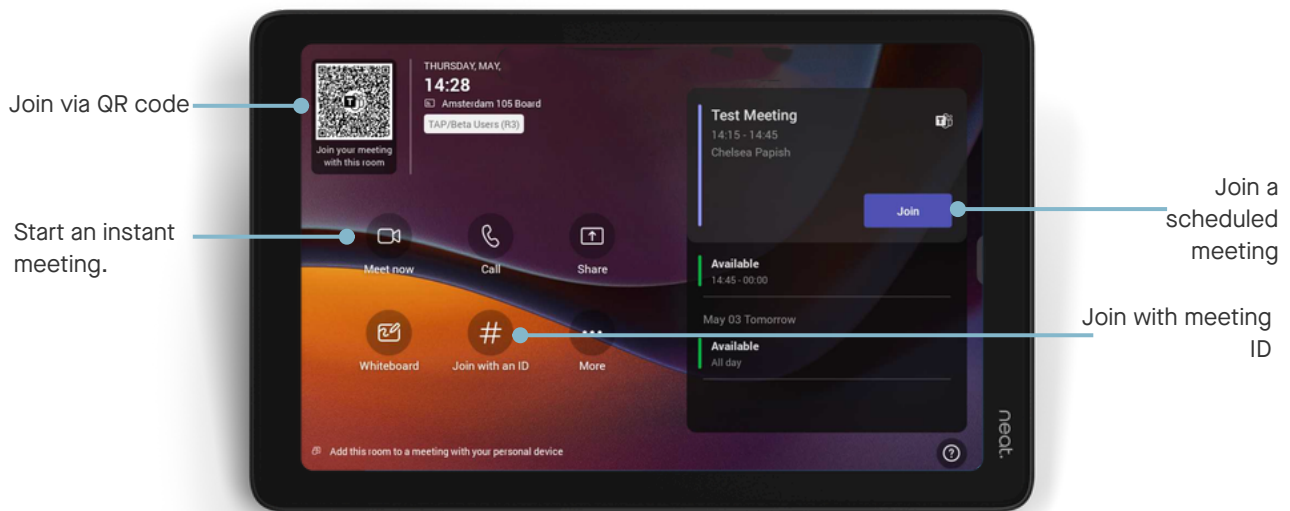 Join via QR code
Start an instant
meeting.
Join your meeting
with this room
THURSDAY, MAY,
14:28
Amsterdam 105 Board
TAP/Beta Users (R3)
Meet now
Call
Share
Whiteboard
Join with an ID
More
Add this room to a meeting with your personal device
Test Meeting
14:15 - 14:45
Chelsea Papish
Join
Available
14:45 - 00:00
May 03 Tomorrow
Available
All day
neat.
Join a
scheduled
meeting
Join with meeting
ID